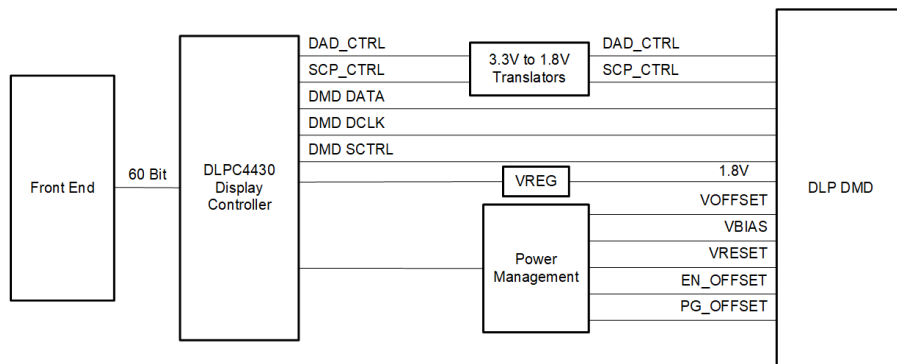 DAD_CTRL
DAD_CTRL
3.3V to 1.8V
Translators
SCP_CTRL
SCP_CTRL
DMD DATA
DMD DCLK
DMD SCTRL
DLPC4430
Display
Controller
60 Bit
Front End
VREG
1.8V
DLP DMD
VOFFSET
VBIAS
VRESET
Power
Management
EN_OFFSET
PG_OFFSET